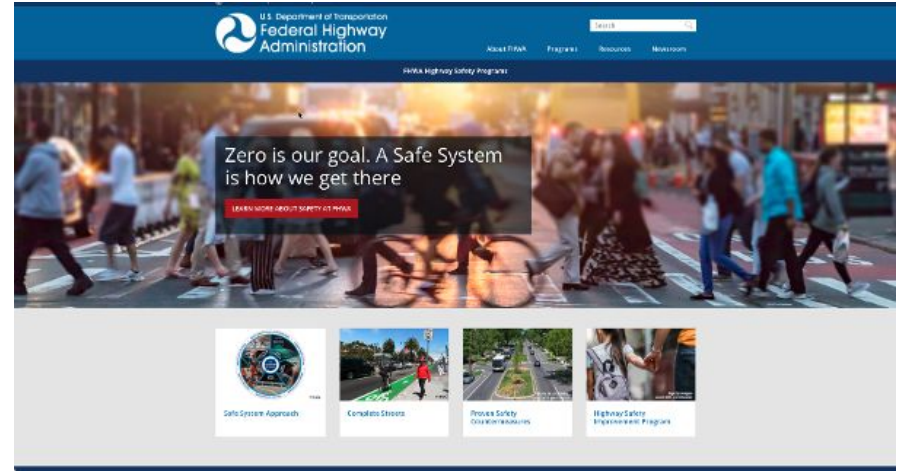 U.S. Department of Transportation
Federal Highway
Administration
Search
About FHWA Programs Resources Newsroom
FHWA Highway Safety Programs
Zero is our goal. A Safe System
is how we get there
LEARN MORE ABOUT SAFETY AT FHWA
Safe System Approach
Complete Streets
Proven Safety
Countermeasures
Highway Safety
Improvement Program